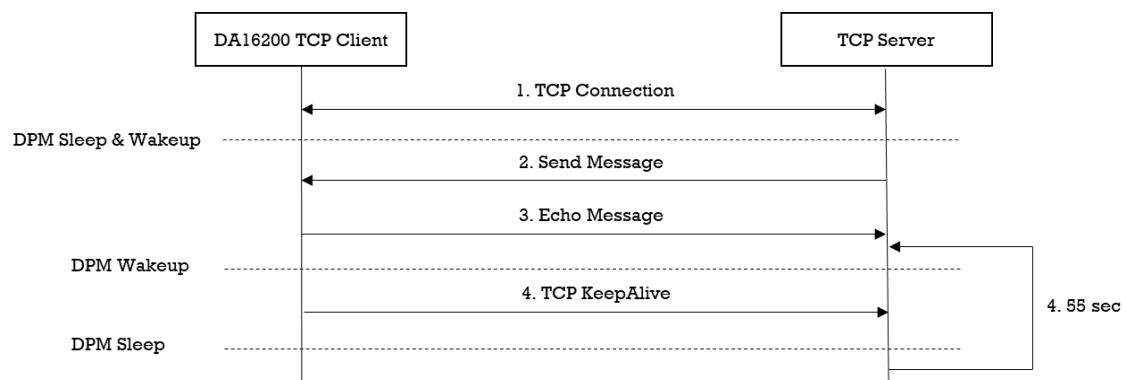 DA16200 TCP Client
TCP Server
1. TCP Connection
DPM Sleep & Wakeup
2. Send Message
3. Echo Message
DPM Wakeup
4. TCP KeepAlive
4. 55 sec
DPM Sleep